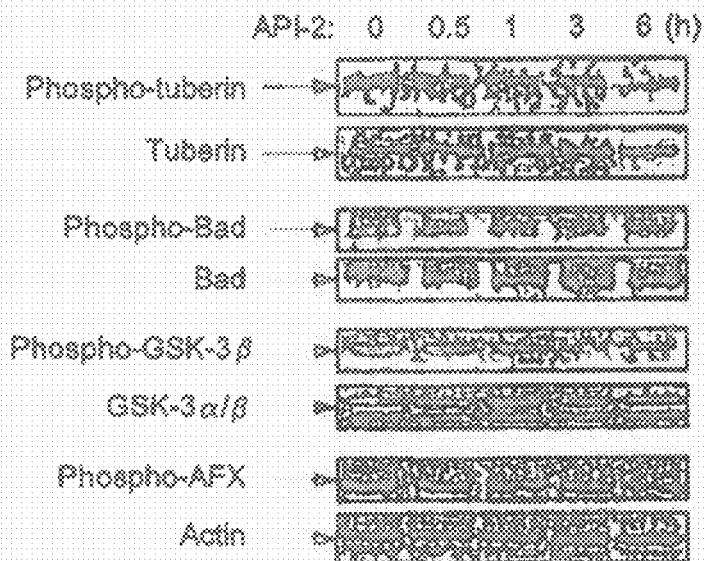 API-2: 0 0.5 1 3 6 (h)
Phospho-tuberin
Tuberin
Phospho-Bad
Bad
Phospho-GSK-3β
GSK-3α/β
Phospho-AFX
Actin